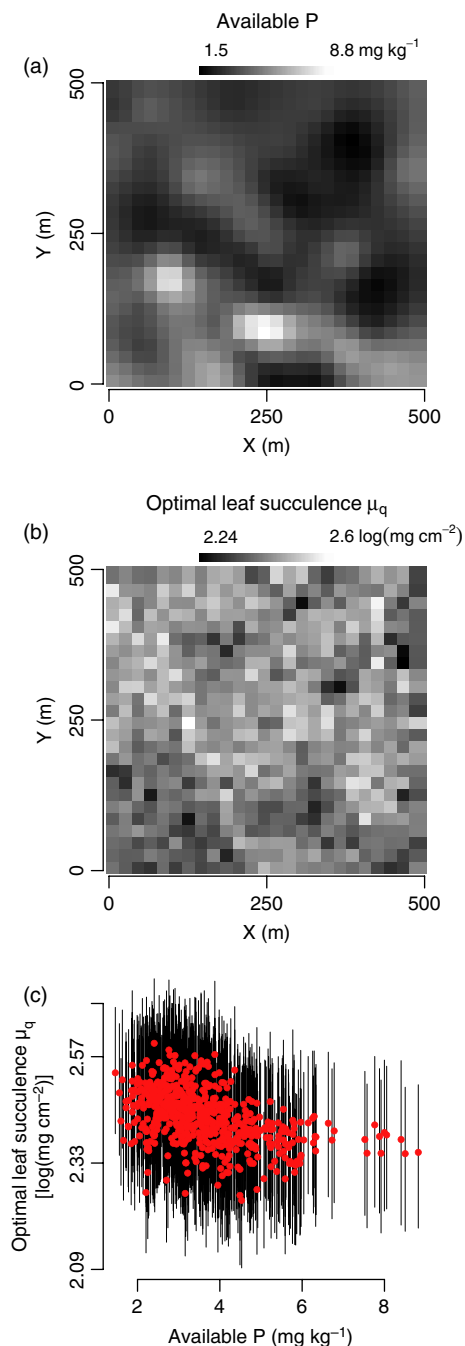 Available P
(a)
1.5
8.8 mg kg⁻¹
500
250
0
Y (m)
0
250
500
X (m)
Optimal leaf succulence μq
(b)
2.24
2.6 log(mg cm⁻²)
500
250
0
Y (m)
0
250
500
X (m)
(c)
2.57
2.33
2.09
Optimal leaf succulence μq
[log(mg cm⁻²)]
2
4
6
8
Available P (mg kg⁻¹)